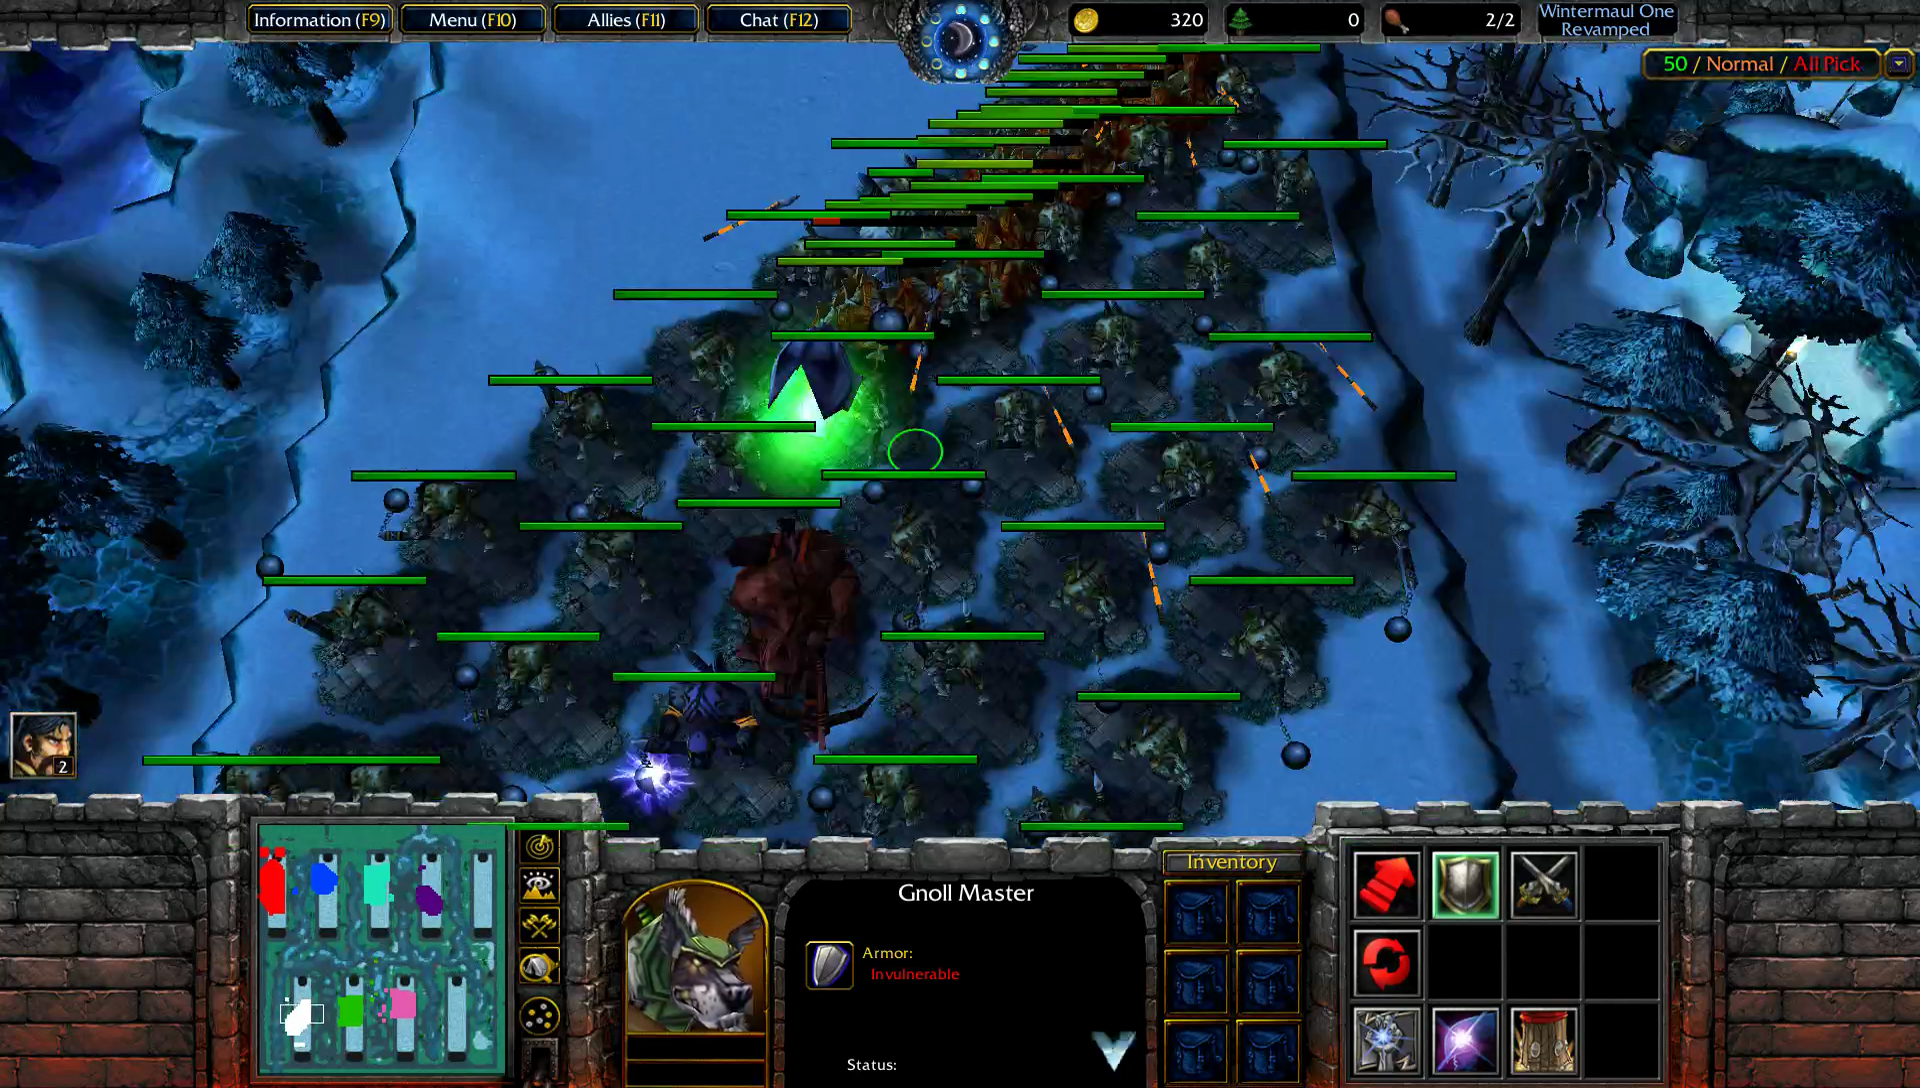 Information (F9)
Menu (F10)
Allies (F11)
Chat (F12)
320
0
2/2
Wintermaul One
Revamped
50 / Normal / All Pick
2
Gnoll Master
Inventory
Armor:
Invulnerable
Status: